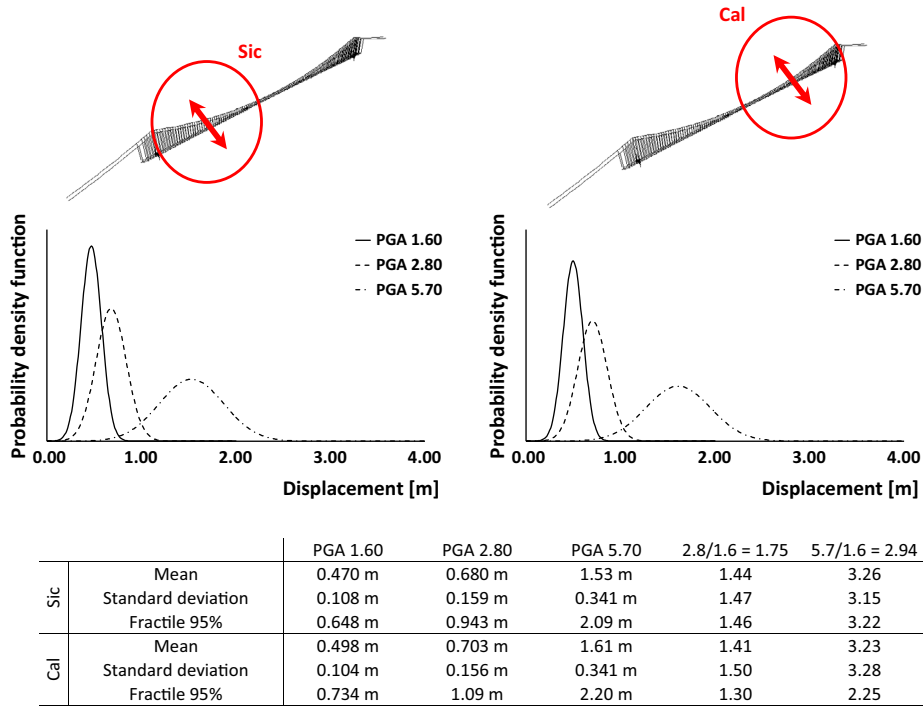 Sic
Cal
Probability density function
PGA 1.60
PGA 2.80
PGA 5.70
0.00 1.00 2.00 3.00 4.00
Displacement [m]
Probability density function
PGA 1.60
PGA 2.80
PGA 5.70
0.00 1.00 2.00 3.00 4.00
Displacement [m]
PGA 1.60 PGA 2.80 PGA 5.70 2.8/1.6 = 1.75 5.7/1.6 = 2.94
Sic
Mean 0.470 m 0.680 m 1.53 m 1.44 3.26
Standard deviation 0.108 m 0.159 m 0.341 m 1.47 3.15
Fractile 95% 0.648 m 0.943 m 2.09 m 1.46 3.22
Cal
Mean 0.498 m 0.703 m 1.61 m 1.41 3.23
Standard deviation 0.104 m 0.156 m 0.341 m 1.50 3.28
Fractile 95% 0.734 m 1.09 m 2.20 m 1.30 2.25